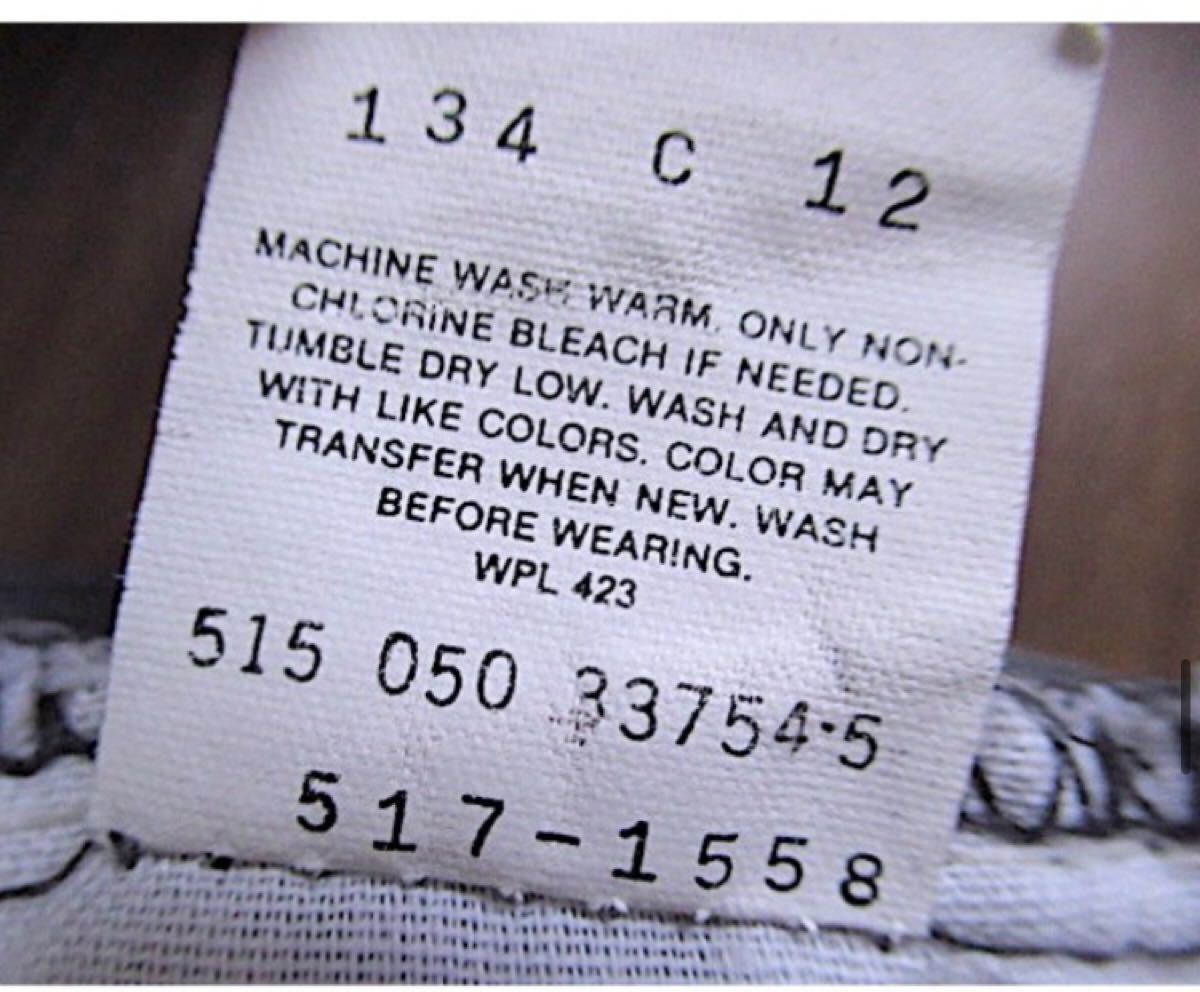 134 C 12
MACHINE WASH WARM. ONLY NON-
CHLORINE BLEACH IF NEEDED.
TUMBLE DRY LOW. WASH AND DRY
WITH LIKE COLORS. COLOR MAY
TRANSFER WHEN NEW. WASH
BEFORE WEARING.
WPL 423
515 050 33754·5
517-1558